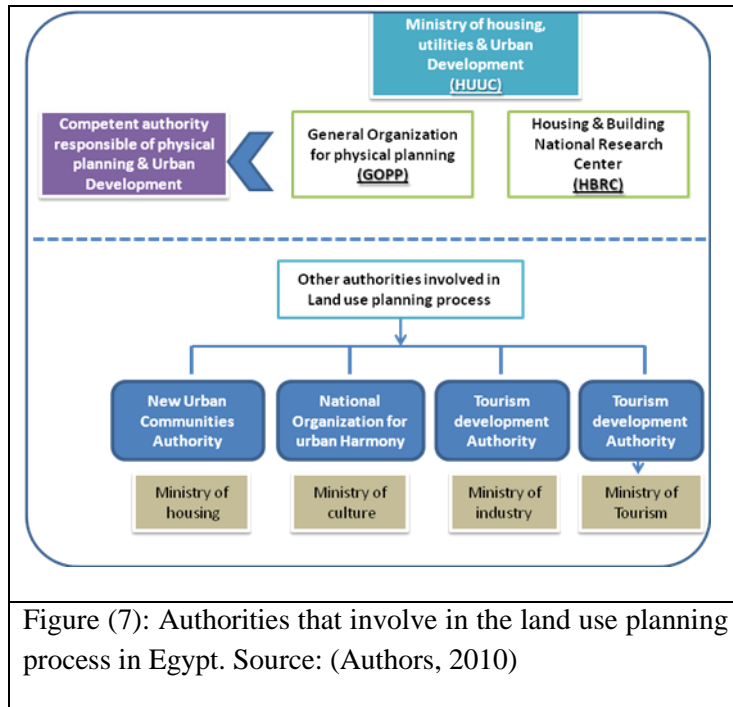 Ministry of housing,
utilities & Urban
Development
(HUUC)
Competent authority
responsible of physical
planning & Urban
Development
General Organization
for physical planning
(GOPP)
Housing & Building
National Research
Center
(HBRC)
Other authorities involved in
Land use planning process
New Urban
Communities
Authority
National
Organization for
urban Harmony
Tourism
development
Authority
Tourism
development
Authority
Ministry of
housing
Ministry of
culture
Ministry of
industry
Ministry of
Tourism
Figure (7): Authorities that involve in the land use planning
process in Egypt. Source: (Authors, 2010)